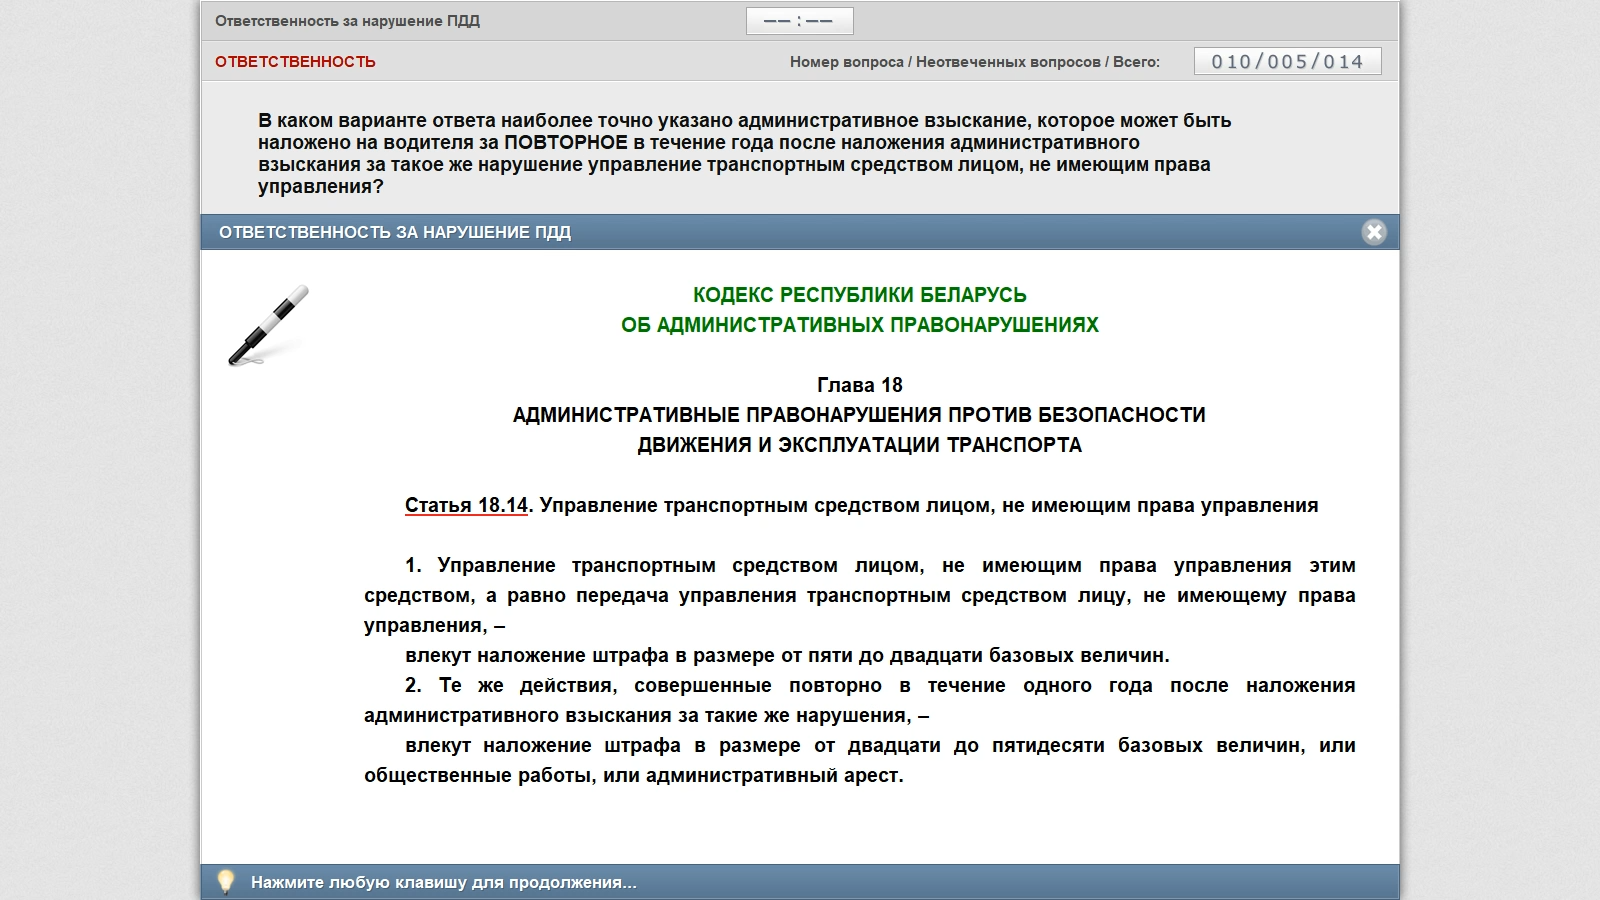 Ответственность за нарушение ПДД
−− : −−
ОТВЕТСТВЕННОСТЬ
Номер вопроса / Неотвеченных вопросов / Всего:
010/005/014
В каком варианте ответа наиболее точно указано административное взыскание, которое может быть
наложено на водителя за ПОВТОРНОЕ в течение года после наложения административного
взыскания за такое же нарушение управление транспортным средством лицом, не имеющим права
управления?
ОТВЕТСТВЕННОСТЬ ЗА НАРУШЕНИЕ ПДД
КОДЕКС РЕСПУБЛИКИ БЕЛАРУСЬ
ОБ АДМИНИСТРАТИВНЫХ ПРАВОНАРУШЕНИЯХ
Глава 18
АДМИНИСТРАТИВНЫЕ ПРАВОНАРУШЕНИЯ ПРОТИВ БЕЗОПАСНОСТИ
ДВИЖЕНИЯ И ЭКСПЛУАТАЦИИ ТРАНСПОРТА
Статья 18.14. Управление транспортным средством лицом, не имеющим права управления
1. Управление транспортным средством лицом, не имеющим права управления этим
средством, а равно передача управления транспортным средством лицу, не имеющему права
управления, –
влекут наложение штрафа в размере от пяти до двадцати базовых величин.
2. Те же действия, совершенные повторно в течение одного года после наложения
административного взыскания за такие же нарушения, –
влекут наложение штрафа в размере от двадцати до пятидесяти базовых величин, или
общественные работы, или административный арест.
Нажмите любую клавишу для продолжения...